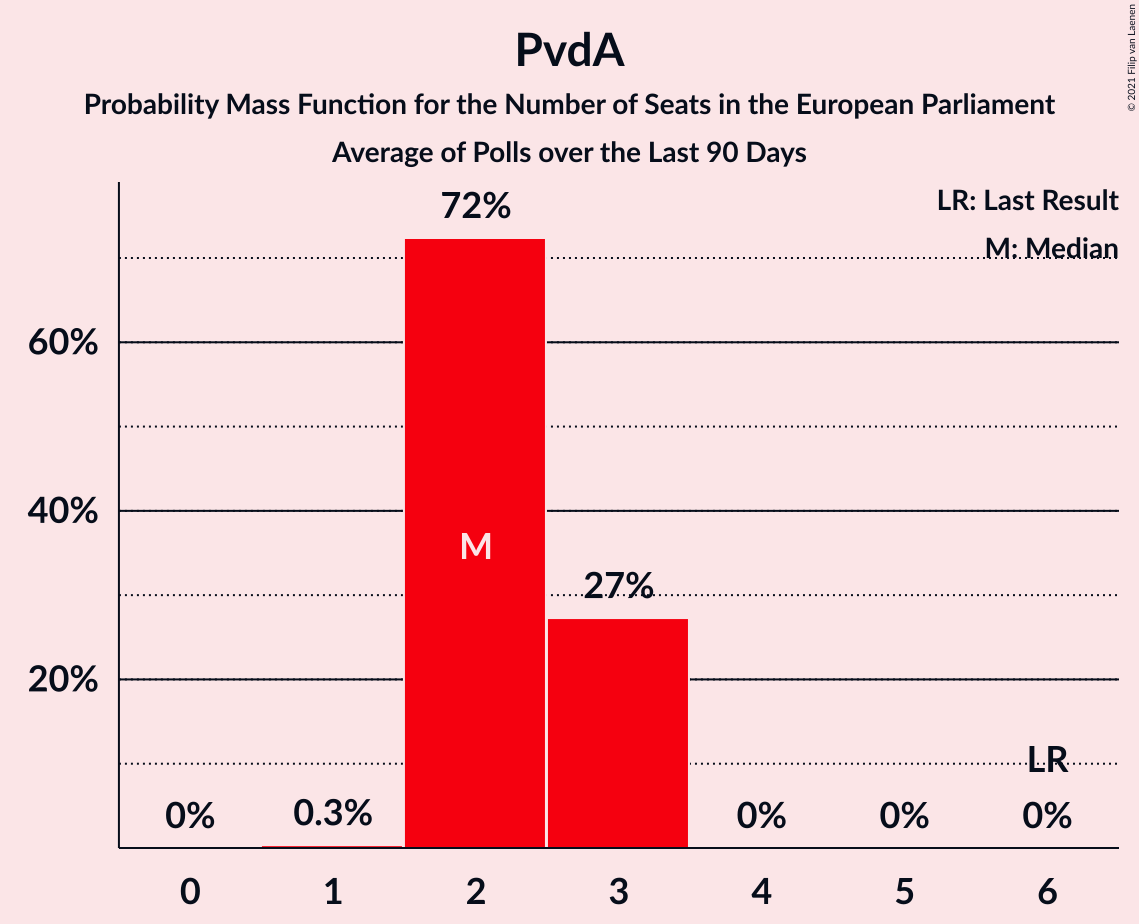 PvdA
Probability Mass Function for the Number of Seats in the European Parliament
Average of Polls over the Last 90 Days
© 2021 Filip van Laenen
LR: Last Result
M: Median
72%
60%
40%
M
27%
20%
LR
0% 0.3% 0% 0% 0%
0 1 2 3 4 5 6